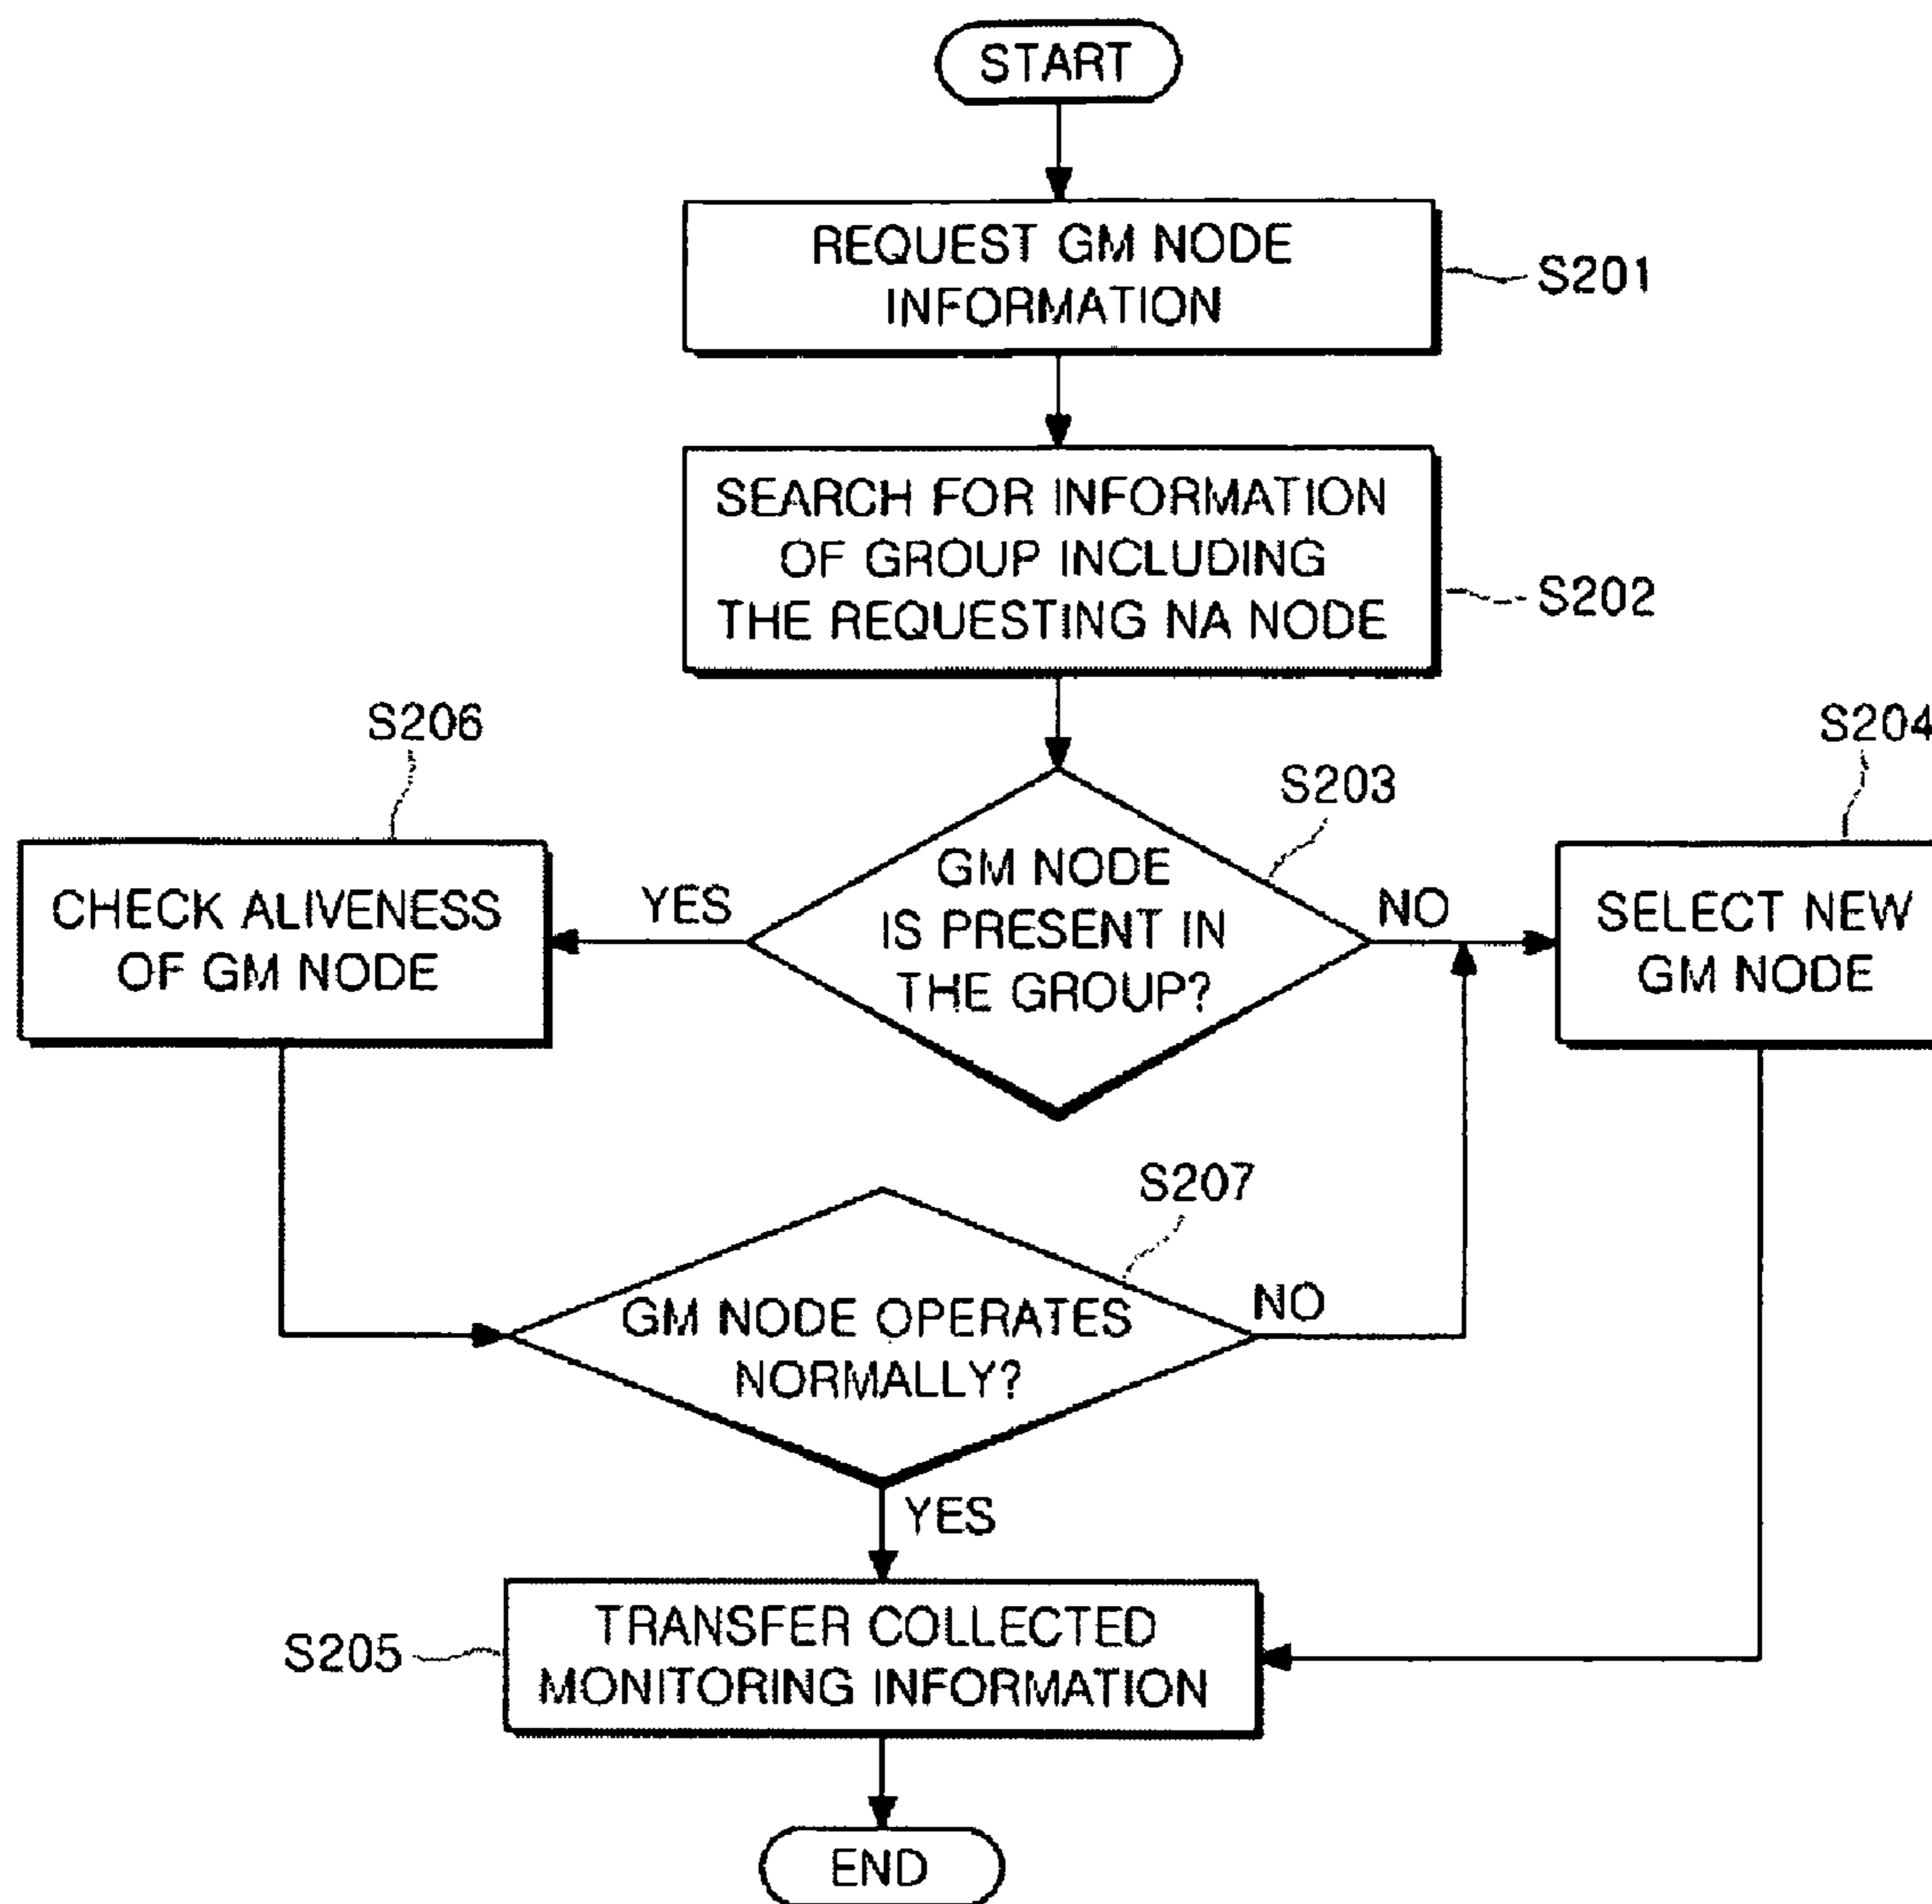 START
REQUEST GM NODE
INFORMATION
S201
SEARCH FOR INFORMATION
OF GROUP INCLUDING
THE REQUESTING NA NODE
S202
S206
S204
S203
CHECK ALIVENESS
OF GM NODE
YES
GM NODE
IS PRESENT IN
THE GROUP?
NO
SELECT NEW
GM NODE
S207
GM NODE OPERATES
NORMALLY?
NO
YES
S205
TRANSFER COLLECTED
MONITORING INFORMATION
END